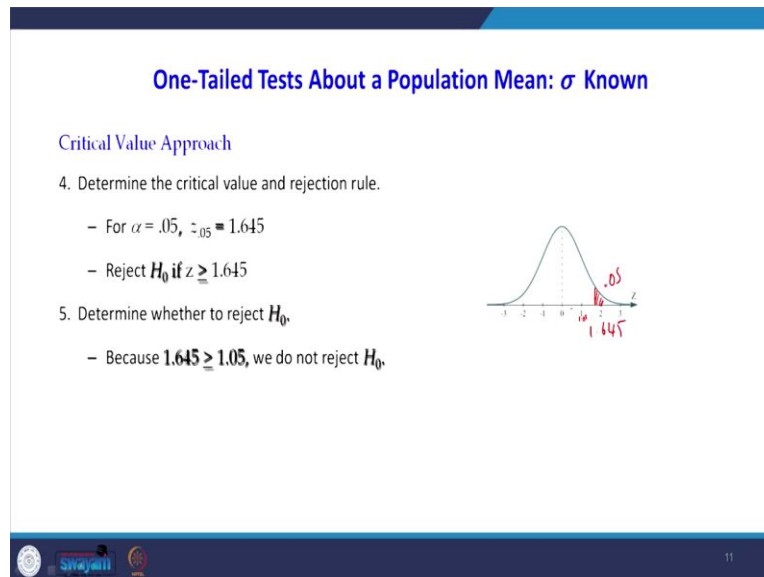 One-Tailed Tests About a Population Mean: σ Known
Critical Value Approach
4. Determine the critical value and rejection rule.
– For α = .05, z.05 = 1.645
– Reject H0 if z ≥ 1.645
5. Determine whether to reject H0.
– Because 1.645 ≥ 1.05, we do not reject H0.
.05
Z
-3 -2 -1 0 1 2 3
1.645
swayam
11